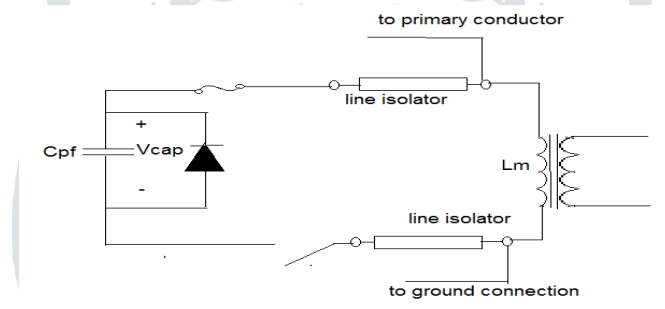 to primary conductor
line isolator
+
Cpf
Vcap
-
Lm
line isolator
to ground connection